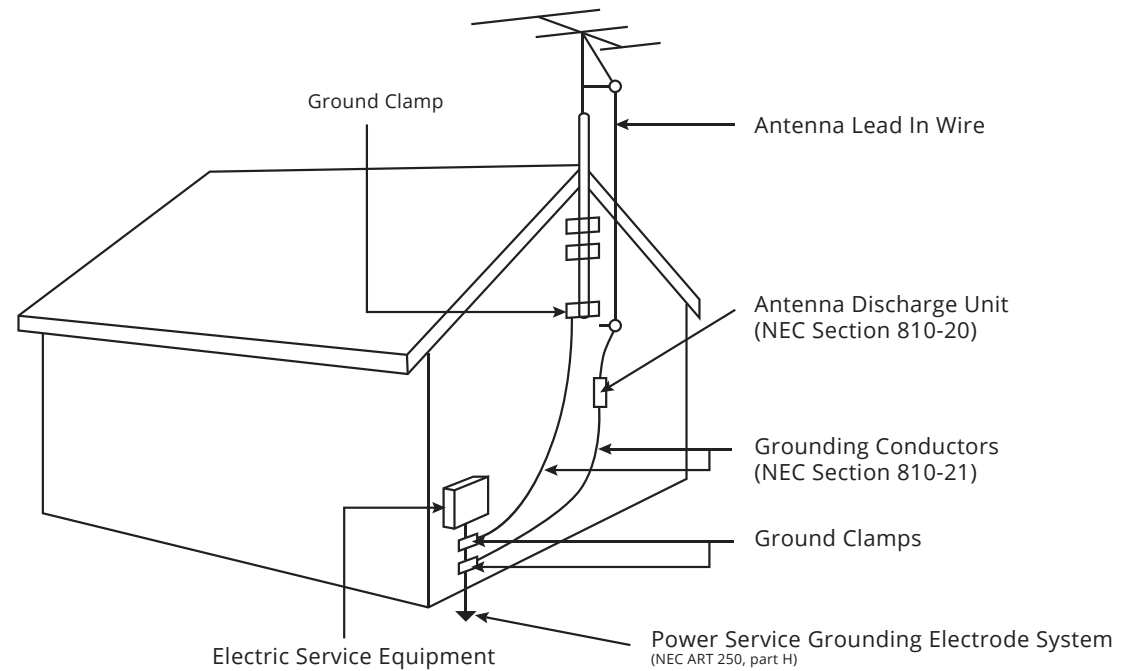 Ground Clamp
Antenna Lead In Wire
Antenna Discharge Unit
(NEC Section 810-20)
Grounding Conductors
(NEC Section 810-21)
Ground Clamps
Power Service Grounding Electrode System
(NEC ART 250, part H)
Electric Service Equipment